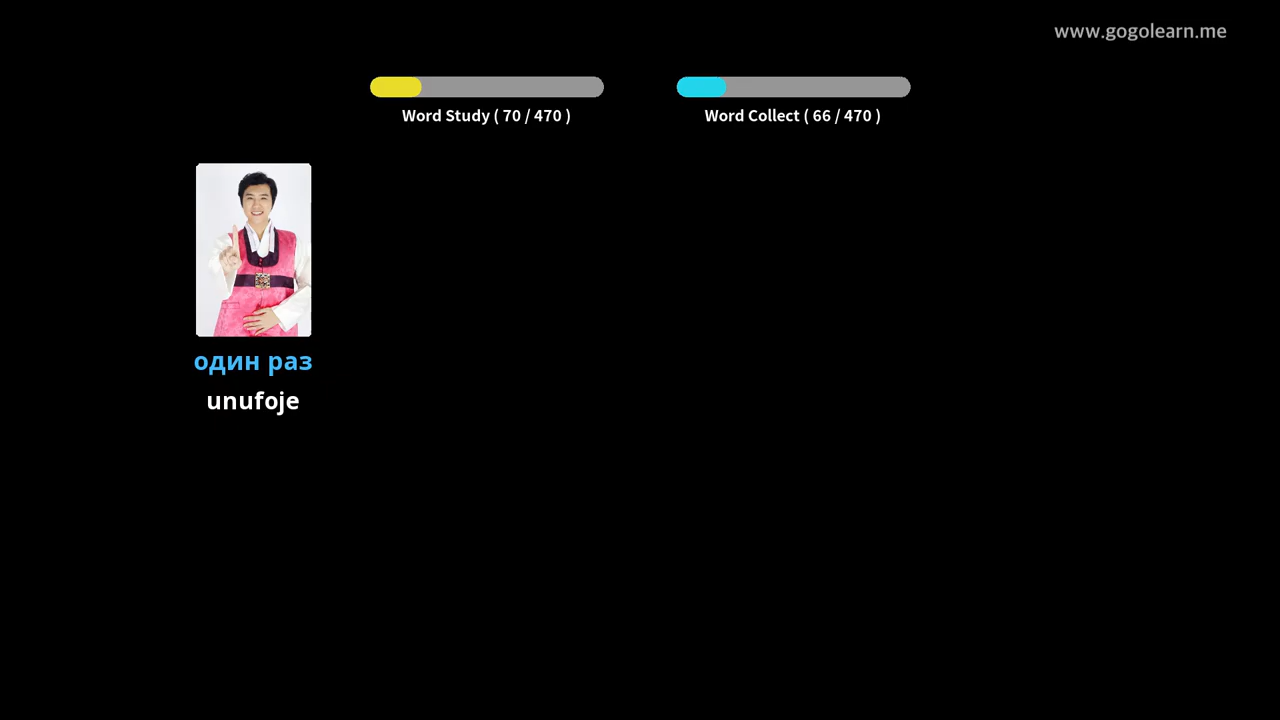 www.gogolearn.me
Word Study ( 70 / 470 )
Word Collect ( 66 / 470 )
один раз
unufoje